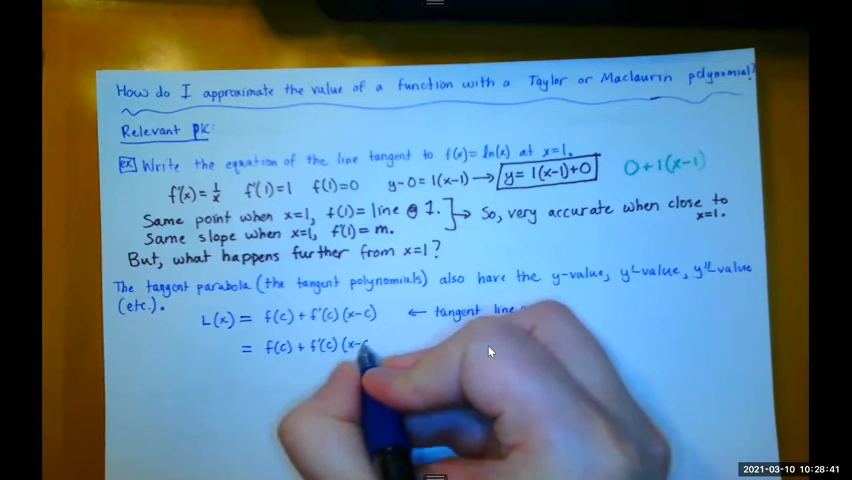 How do I approximate the value of a function with a Taylor or Maclaurin polynomial?
Relevant PK:
ex Write the equation of the line tangent to f(x)=ln(x) at x=1.
f'(x)=1/x f'(1)=1 f(1)=0 y-0=1(x-1) → y=1(x-1)+0 0+1(x-1)
Same point when x=1, f(1)=line @ 1.
Same slope when x=1, f'(1)=m.
→ So, very accurate when close to x=1.
But, what happens further from x=1?
The tangent parabola (the tangent polynomials) also have the y-value, y'-value, y''-value
(etc.).
L(x) = f(c) + f'(c)(x-c) ← tangent line
= f(c) + f'(c)(x-c
2021-03-10 10:28:41